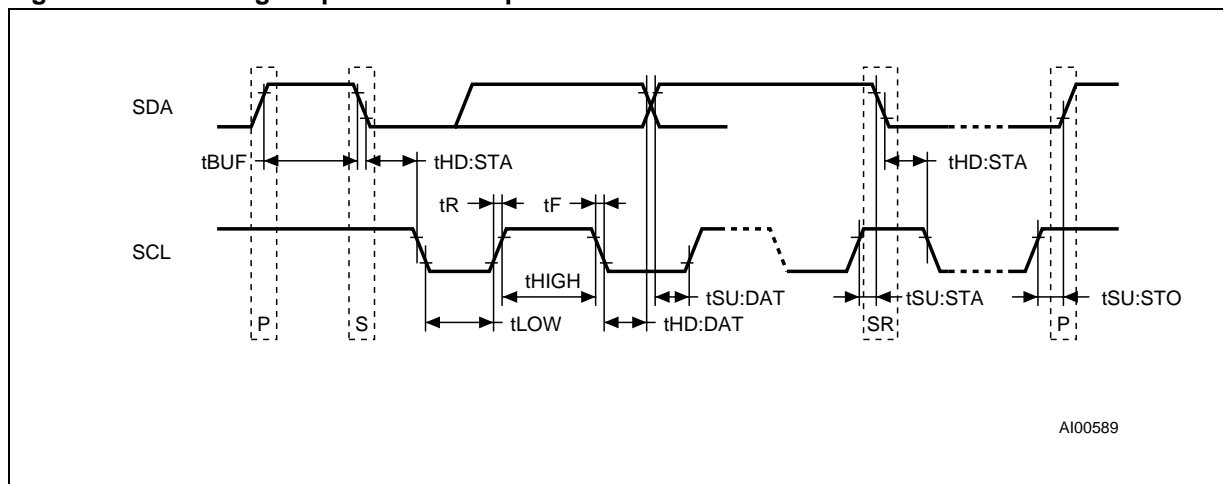 SDA
tBUF
tHD:STA
tHD:STA
tR
tF
SCL
tHIGH
tSU:DAT
tSU:STA
tSU:STO
P
S
tLOW
tHD:DAT
SR
P
AI00589